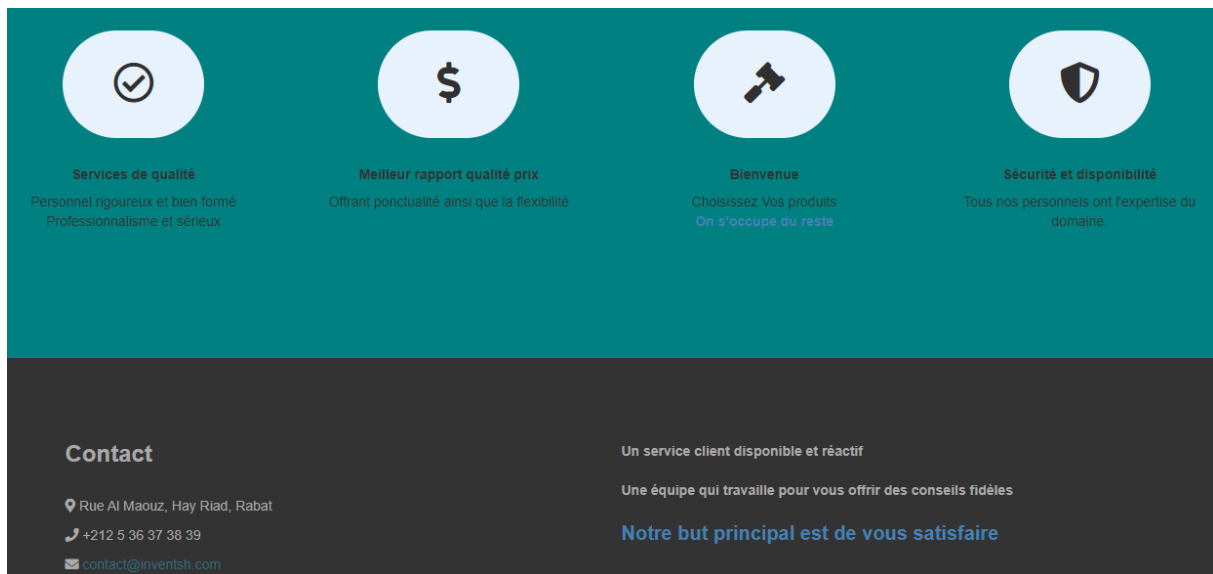 Services de qualité
Personnel rigoureux et bien formé
Professionnalisme et sérieux
Meilleur rapport qualité prix
Offrant ponctualité ainsi que la flexibilité
Bienvenue
Choisissez Vos produits
On s'occupe du reste
Sécurité et disponibilité
Tous nos personnels ont l'expertise du
domaine.
Contact
Rue Al Maouz, Hay Riad, Rabat
+212 5 36 37 38 39
contact@inventsh.com
Un service client disponible et réactif
Une équipe qui travaille pour vous offrir des conseils fidèles
Notre but principal est de vous satisfaire